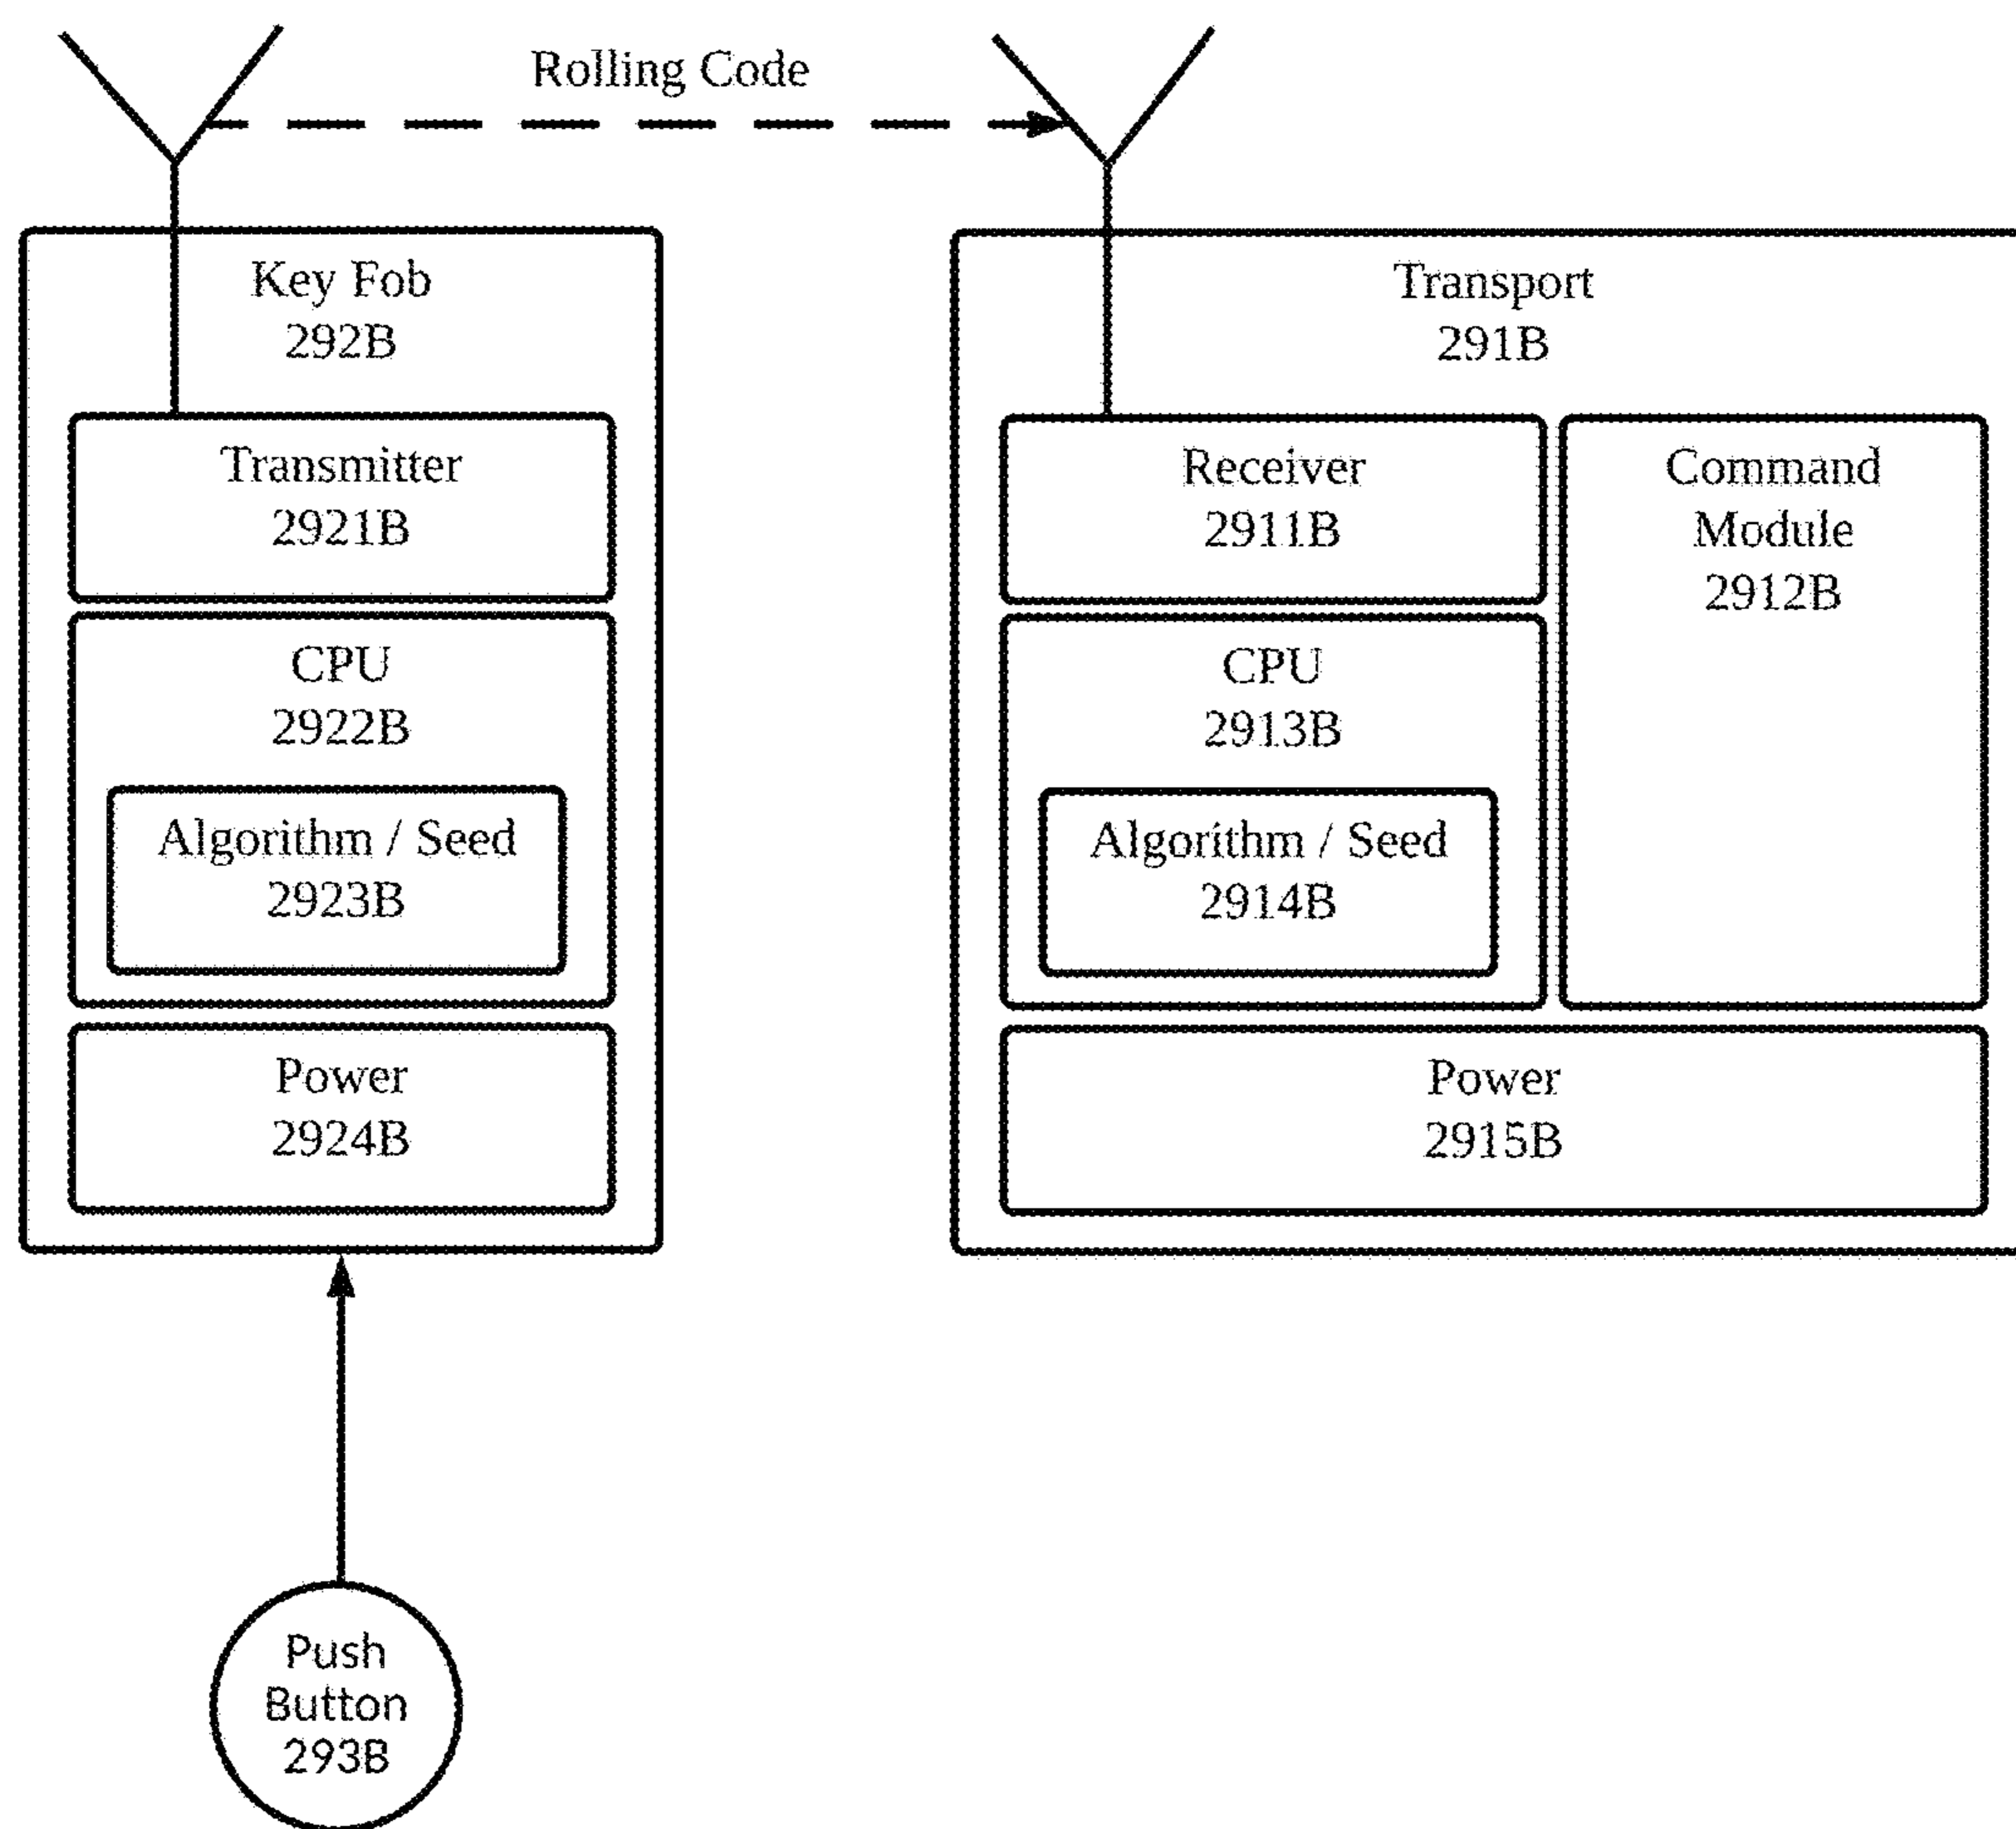 Rolling Code
Key Fob
292B
Transmitter
2921B
CPU
2922B
Algorithm / Seed
2923B
Power
2924B
Push
Button
293B
Transport
291B
Receiver
2911B
Command
Module
2912B
CPU
2913B
Algorithm / Seed
2914B
Power
2915B